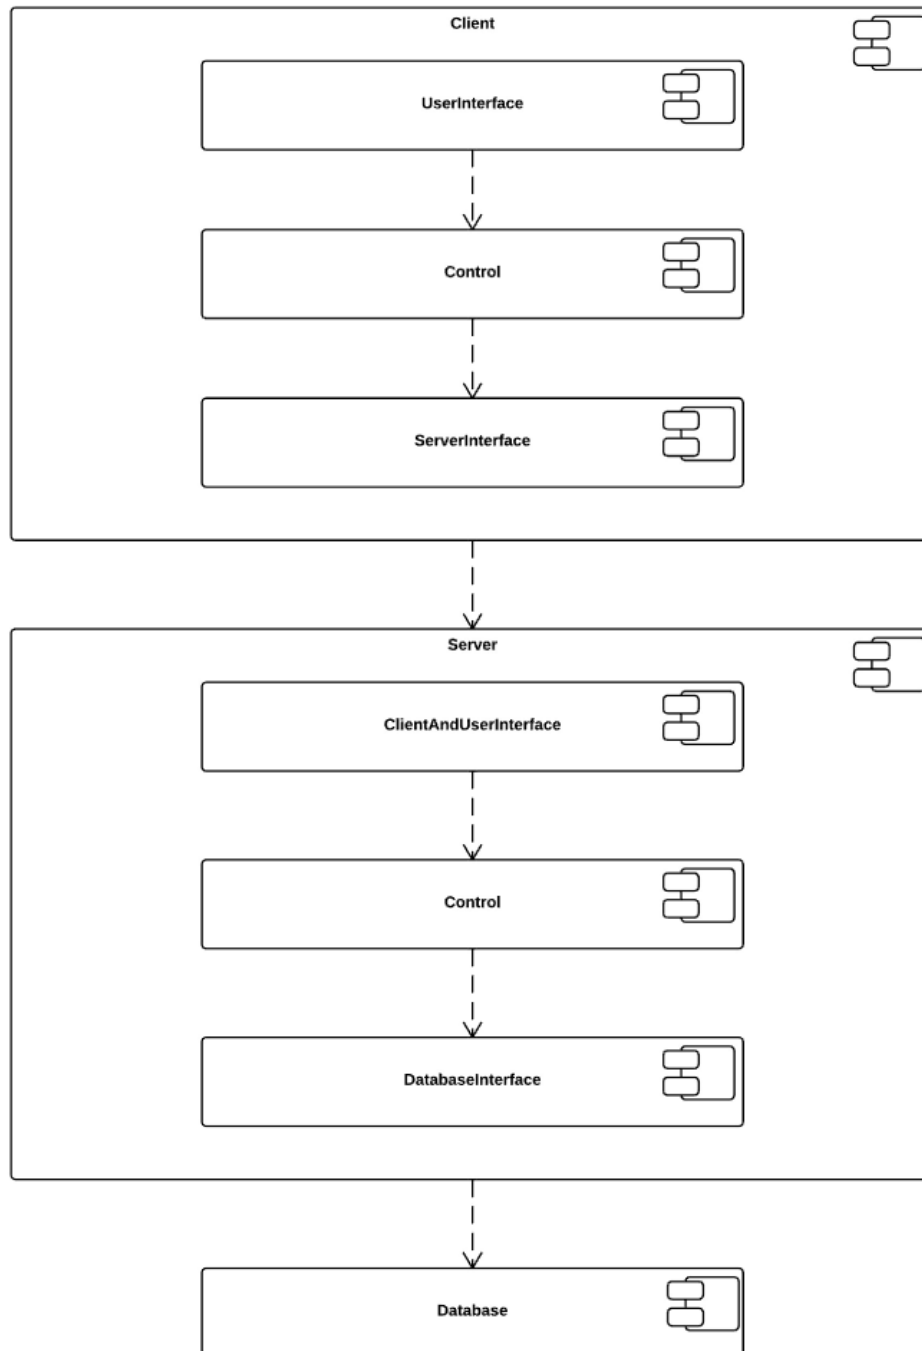 Client
UserInterface
Control
ServerInterface
Server
ClientAndUserInterface
Control
DatabaseInterface
Database